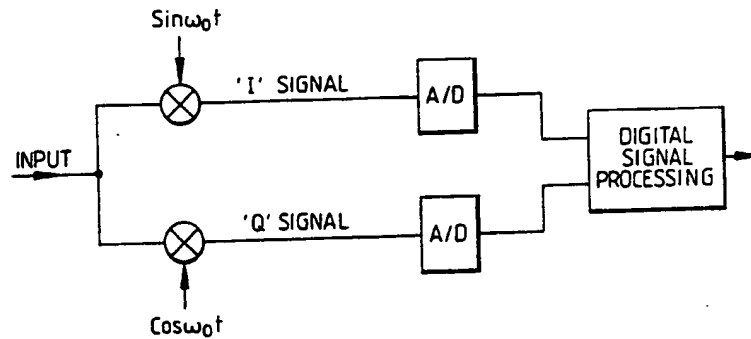 Sinω₀t
'I' SIGNAL
A/D
INPUT
DIGITAL
SIGNAL
PROCESSING
'Q' SIGNAL
A/D
Cosω₀t